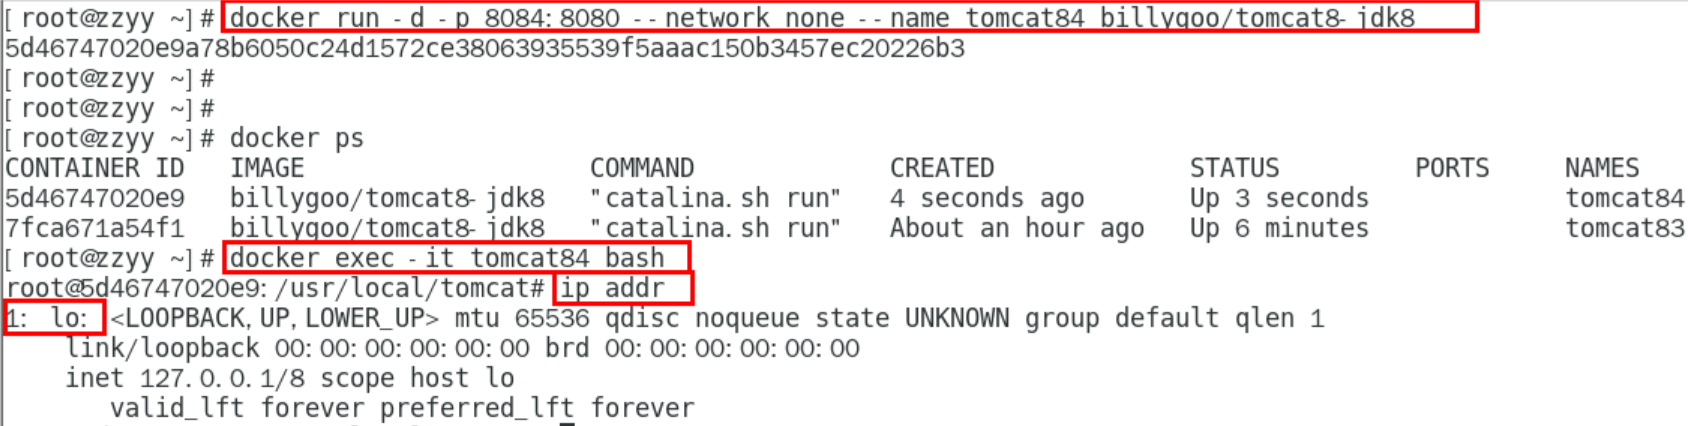 [root@zzyy ~]# docker run -d -p 8084:8080 --network none --name tomcat84 billygoo/tomcat8-jdk8
5d46747020e9a78b6050c24d1572ce38063935539f5aaac150b3457ec20226b3
[root@zzyy ~]#
[root@zzyy ~]#
[root@zzyy ~]# docker ps
CONTAINER ID   IMAGE                   COMMAND             CREATED             STATUS         PORTS     NAMES
5d46747020e9   billygoo/tomcat8-jdk8   "catalina.sh run"   4 seconds ago       Up 3 seconds             tomcat84
7fca671a54f1   billygoo/tomcat8-jdk8   "catalina.sh run"   About an hour ago   Up 6 minutes             tomcat83
[root@zzyy ~]# docker exec -it tomcat84 bash
root@5d46747020e9:/usr/local/tomcat# ip addr
1: lo: <LOOPBACK,UP,LOWER_UP> mtu 65536 qdisc noqueue state UNKNOWN group default qlen 1
    link/loopback 00:00:00:00:00:00 brd 00:00:00:00:00:00
    inet 127.0.0.1/8 scope host lo
       valid_lft forever preferred_lft forever